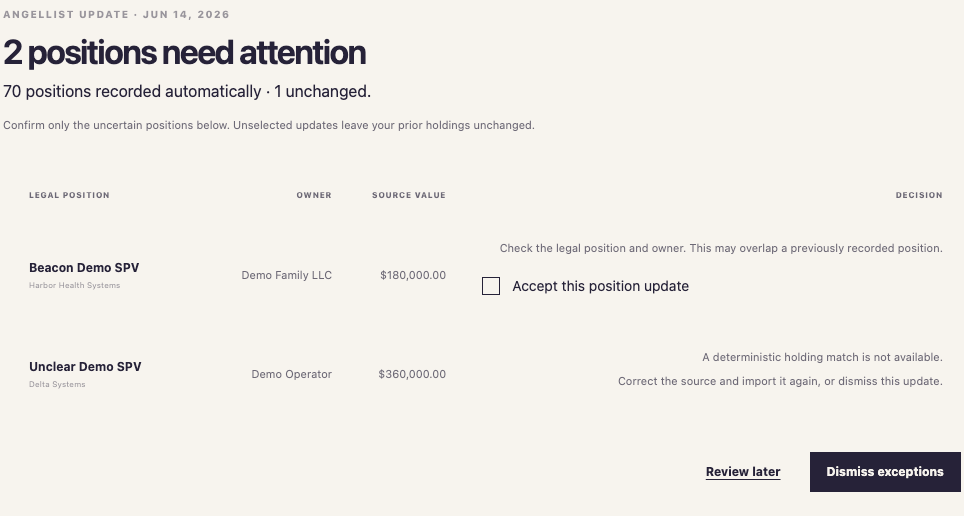 ANGELLIST UPDATE · JUN 14, 2026
2 positions need attention
70 positions recorded automatically · 1 unchanged.
Confirm only the uncertain positions below. Unselected updates leave your prior holdings unchanged.
LEGAL POSITION OWNER SOURCE VALUE DECISION
Check the legal position and owner. This may overlap a previously recorded position.
Beacon Demo SPV
Harbor Health Systems
Demo Family LLC $180,000.00
Accept this position update
A deterministic holding match is not available.
Unclear Demo SPV
Delta Systems
Demo Operator $360,000.00
Correct the source and import it again, or dismiss this update.
Review later Dismiss exceptions